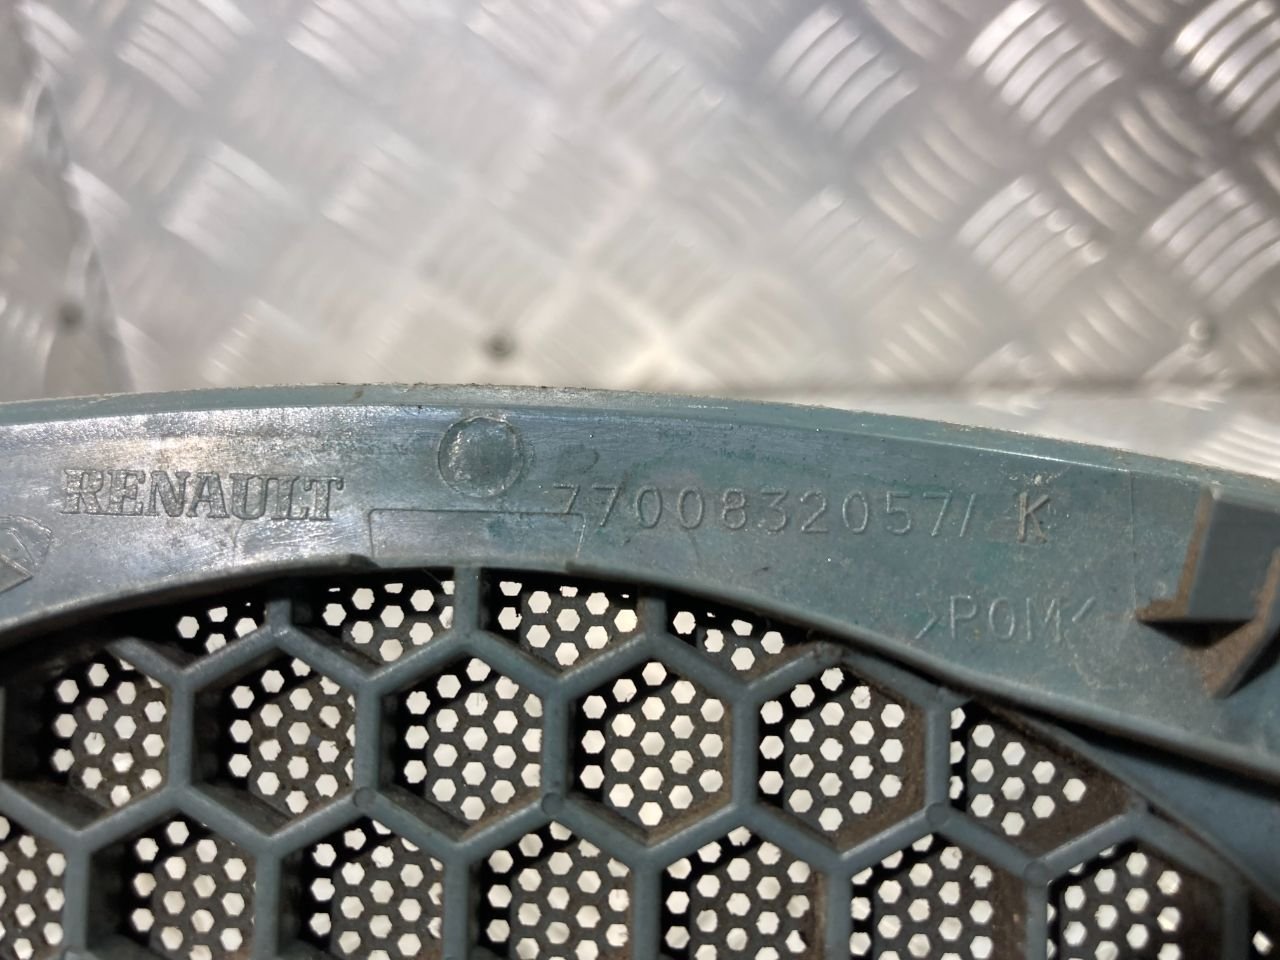 RENAULT
7700832057/ K
>POM<